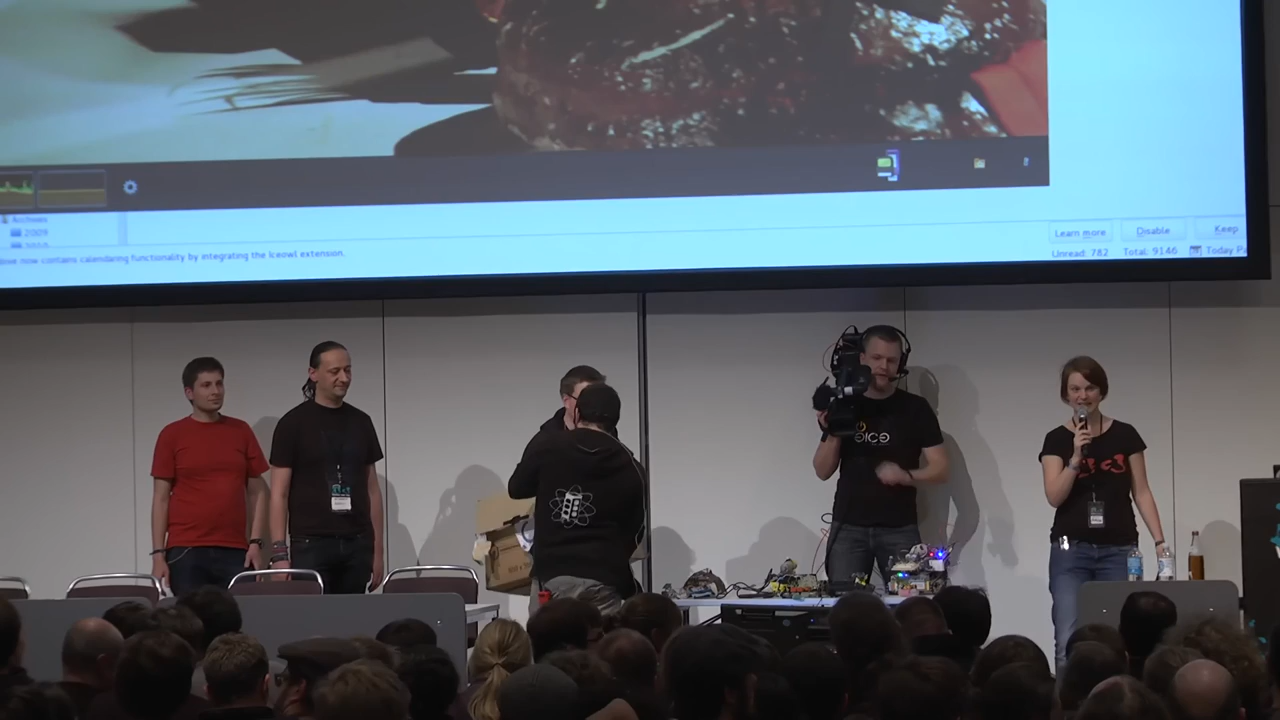 Archives
2009
now contains calendaring functionality by integrating the Iceowl extension.
Learn more
Disable
Keep
Unread: 782
Total: 9146
Today